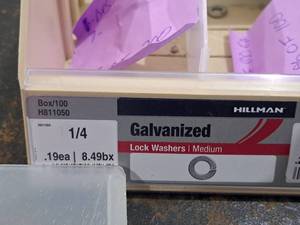 Box/100
H811050
HILLMAN
1/4
Galvanized
Lock Washers | Medium
.19ea | 8.49bx